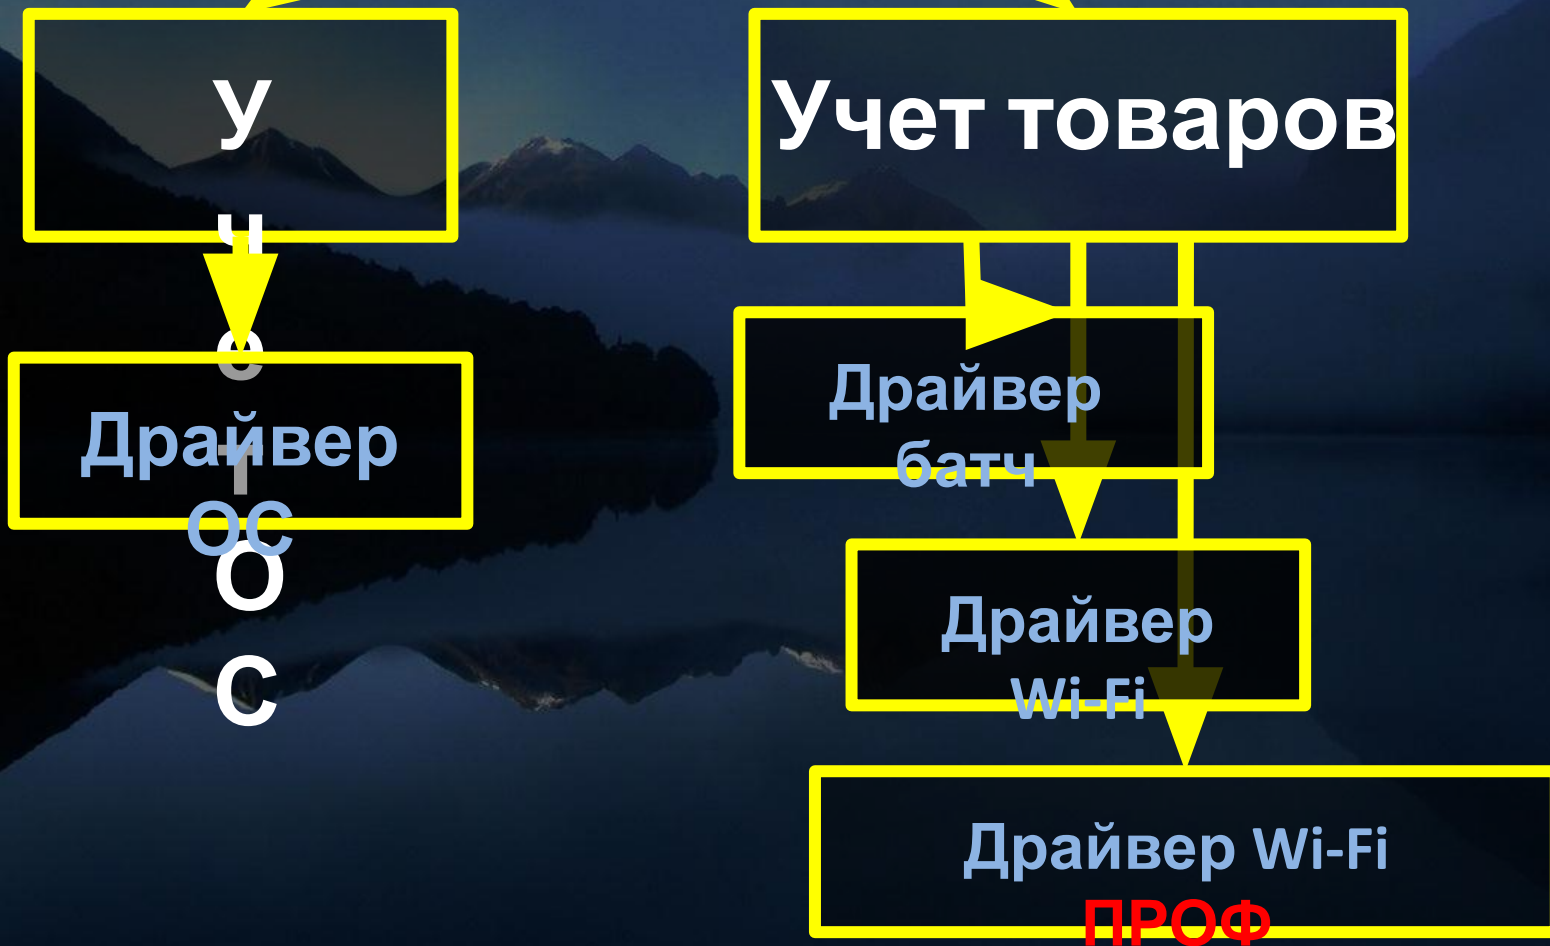 У
ч
е
т
О
С
Учет товаров
Драйвер
ОС
Драйвер
батч
Драйвер
Wi-Fi
Драйвер Wi-Fi
ПРОФ